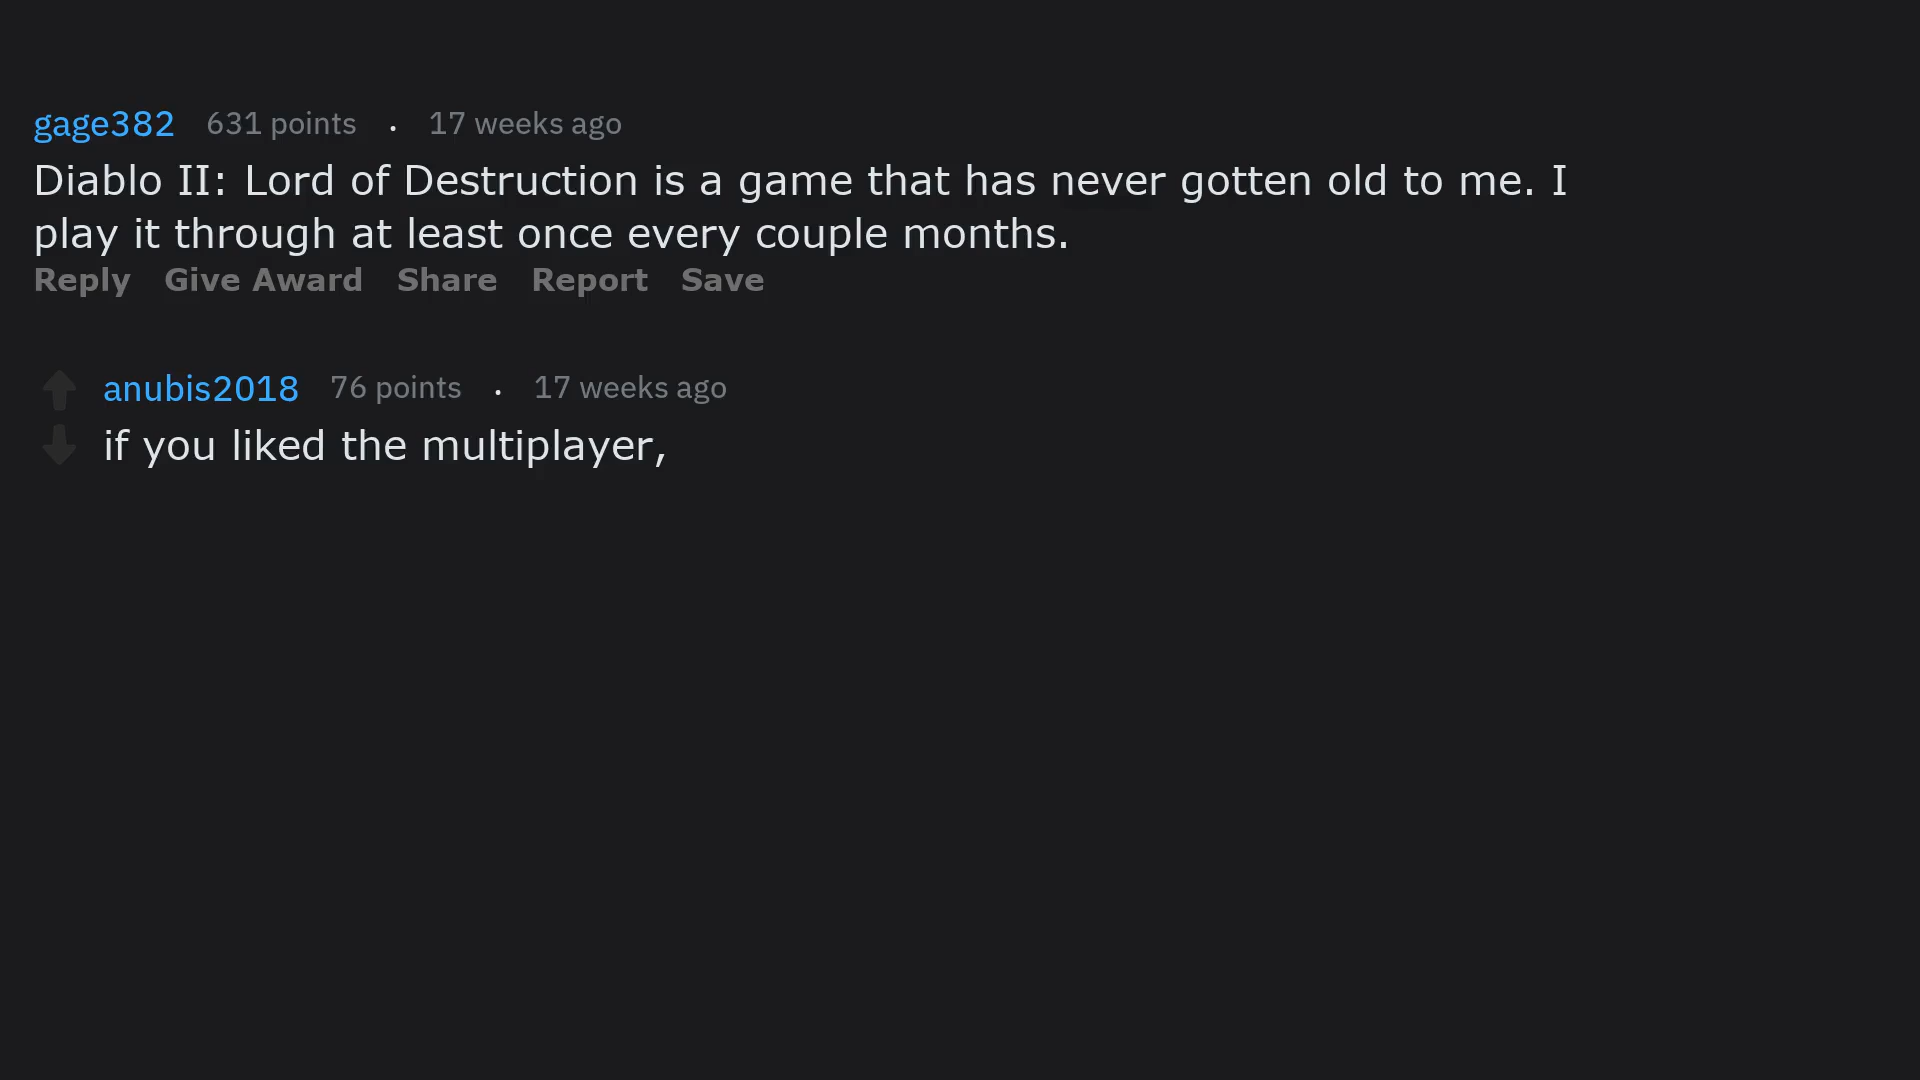 gage382 631 points . 17 weeks ago
Diablo II: Lord of Destruction is a game that has never gotten old to me. I
play it through at least once every couple months.
Reply Give Award Share Report Save
anubis2018 76 points . 17 weeks ago
if you liked the multiplayer,